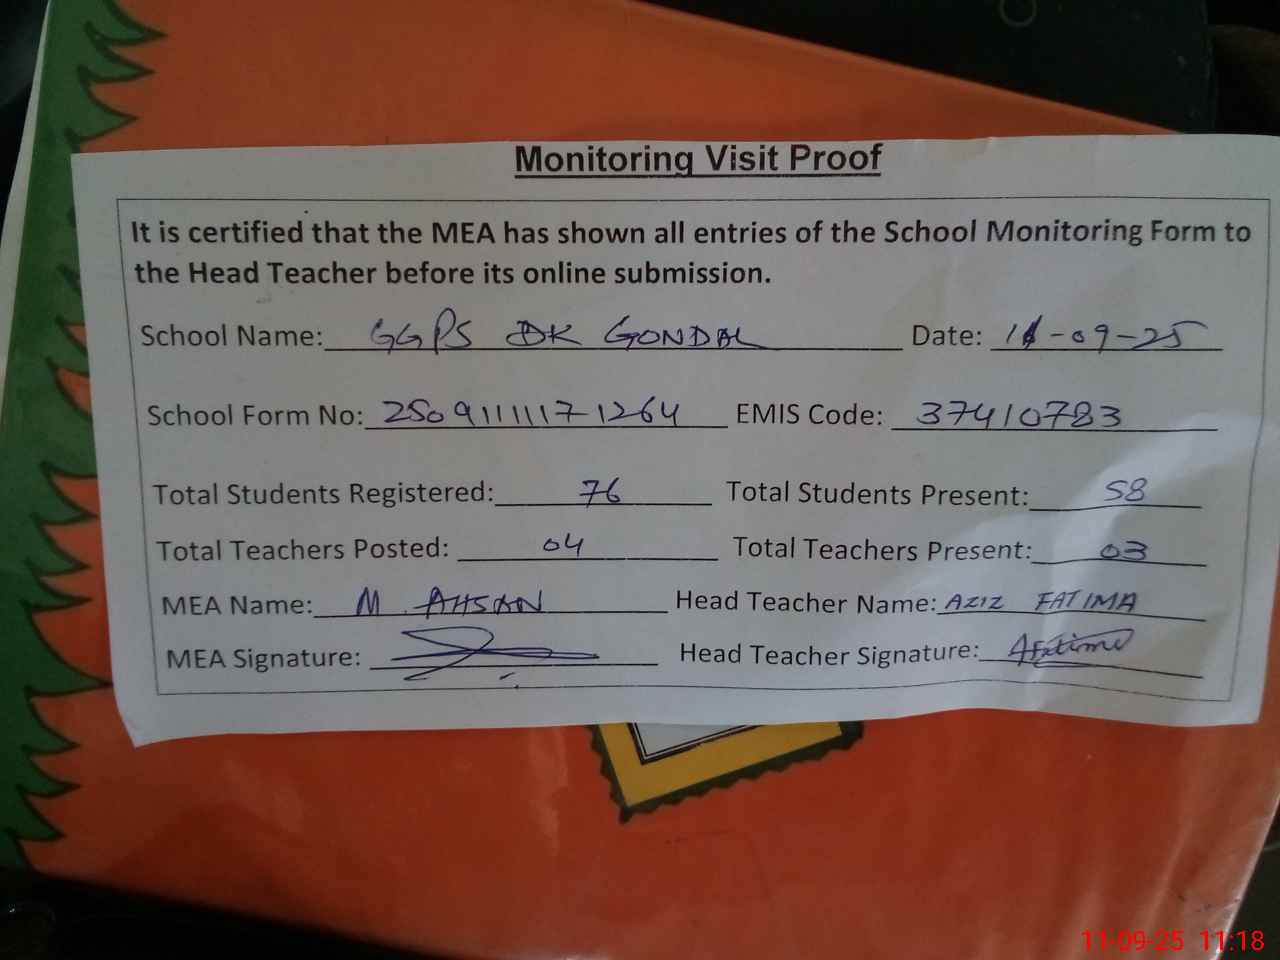 Monitoring Visit Proof
It is certified that the MEA has shown all entries of the School Monitoring Form to
the Head Teacher before its online submission.
School Name: GGPS DK GONDAL Date: 11-09-25
School Form No: 25091111171264 EMIS Code: 37410783
Total Students Registered: 76 Total Students Present: 58
Total Teachers Posted: 04 Total Teachers Present: 03
MEA Name: M. AHSAN Head Teacher Name: AZIZ FATIMA
MEA Signature: Head Teacher Signature: Afatima
11-09-25 11:18